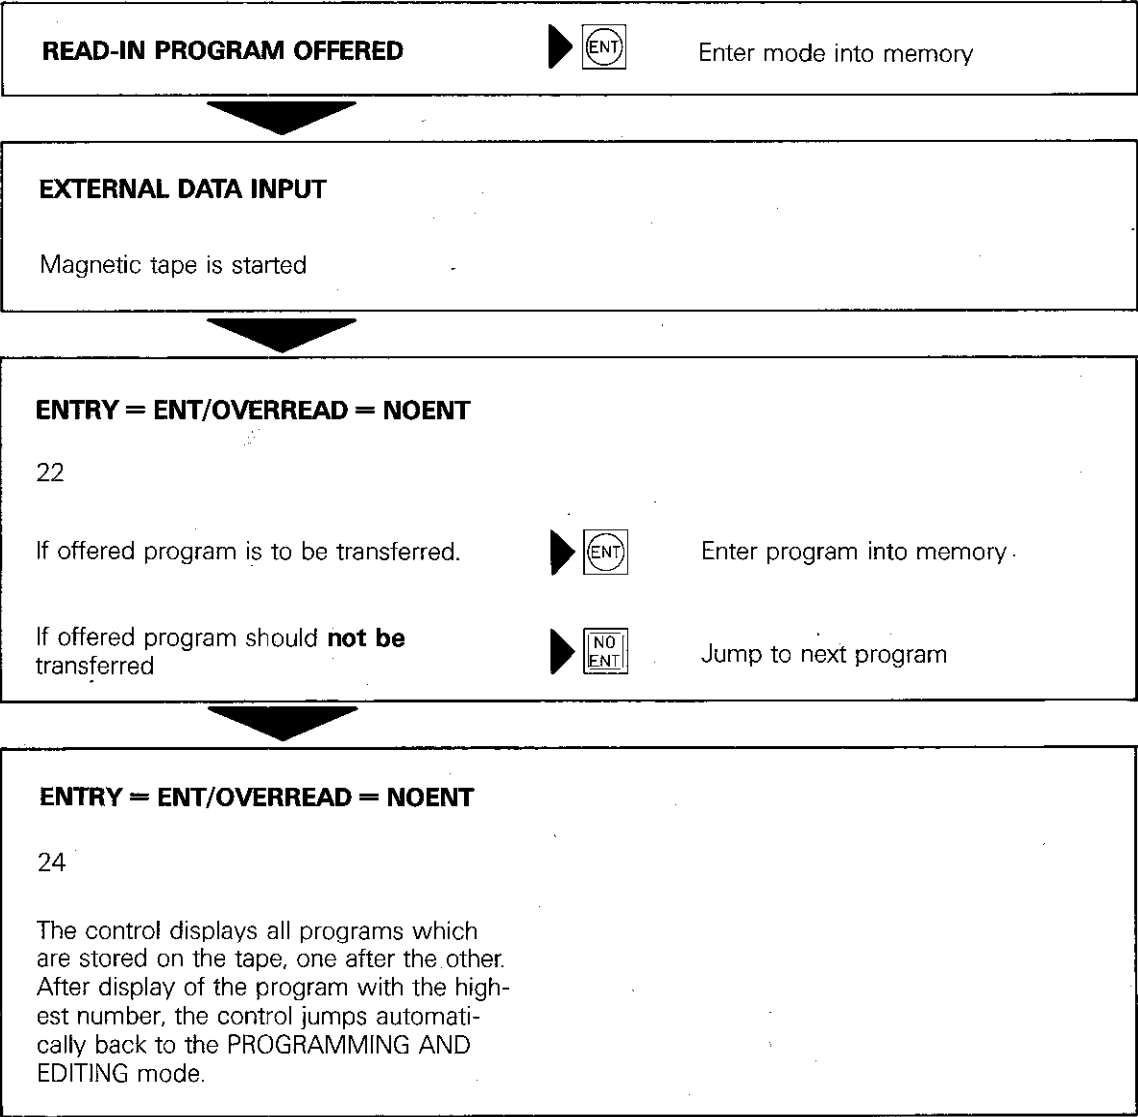 READ-IN PROGRAM OFFERED ENT Enter mode into memory
EXTERNAL DATA INPUT
Magnetic tape is started
ENTRY = ENT/OVERREAD = NOENT
22
If offered program is to be transferred. ENT Enter program into memory
If offered program should not be
transferred
NO
ENT
Jump to next program
ENTRY = ENT/OVERREAD = NOENT
24
The control displays all programs which
are stored on the tape, one after the other.
After display of the program with the high-
est number, the control jumps automati-
cally back to the PROGRAMMING AND
EDITING mode.